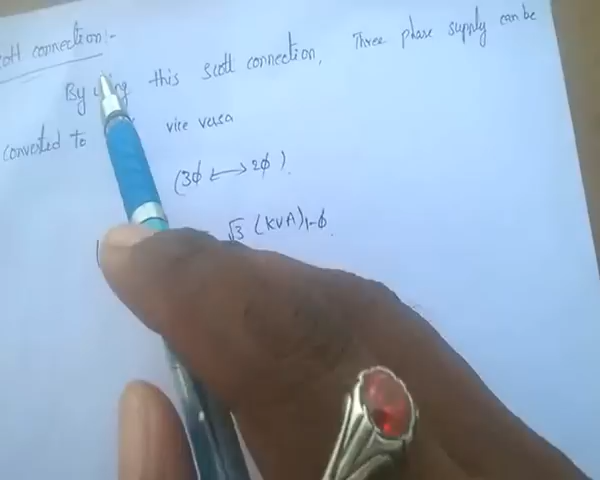 connection:-
By using this scott connection, Three phase supply can be
converted to vice versa
(3ϕ ⟷ 2ϕ).
√3 (KVA)1-ϕ.